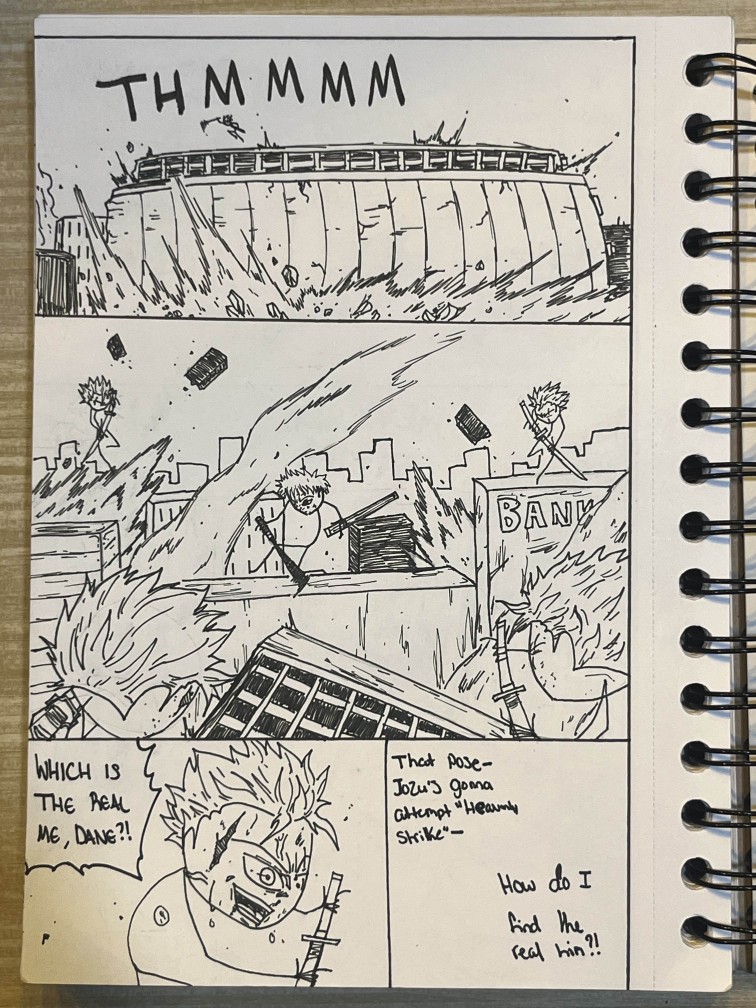 THMMMM
BANK
WHICH IS
THE REAL
ME, DANE?!
That pose—
Jozu's gonna
attempt "Heavenly
Strike"—
How do I
find the
real him?!